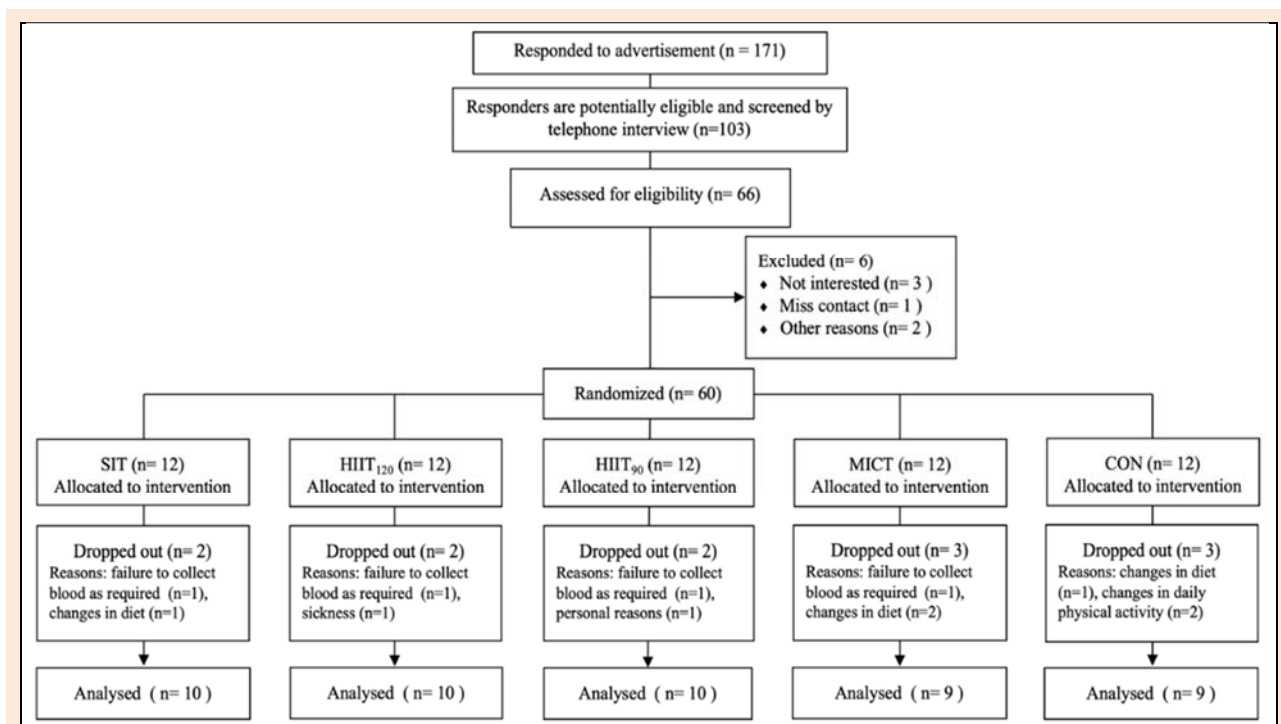 Responded to advertisement (n = 171)
Responders are potentially eligible and screened by
telephone interview (n=103)
Assessed for eligibility (n= 66)
Excluded (n= 6)
♦ Not interested (n= 3 )
♦ Miss contact (n= 1 )
♦ Other reasons (n= 2 )
Randomized (n= 60)
SIT (n= 12)
Allocated to intervention
HIIT₁₂₀ (n= 12)
Allocated to intervention
HIIT₉₀ (n= 12)
Allocated to intervention
MICT (n= 12)
Allocated to intervention
CON (n= 12)
Allocated to intervention
Dropped out (n= 2)
Reasons: failure to collect
blood as required (n=1),
changes in diet (n=1)
Dropped out (n= 2)
Reasons: failure to collect
blood as required (n=1),
sickness (n=1)
Dropped out (n= 2)
Reasons: failure to collect
blood as required (n=1),
personal reasons (n=1)
Dropped out (n= 3)
Reasons: failure to collect
blood as required (n=1),
changes in diet (n=2)
Dropped out (n= 3)
Reasons: changes in diet
(n=1), changes in daily
physical activity (n=2)
Analysed ( n= 10 )
Analysed ( n= 10 )
Analysed ( n= 10 )
Analysed ( n= 9 )
Analysed ( n= 9 )